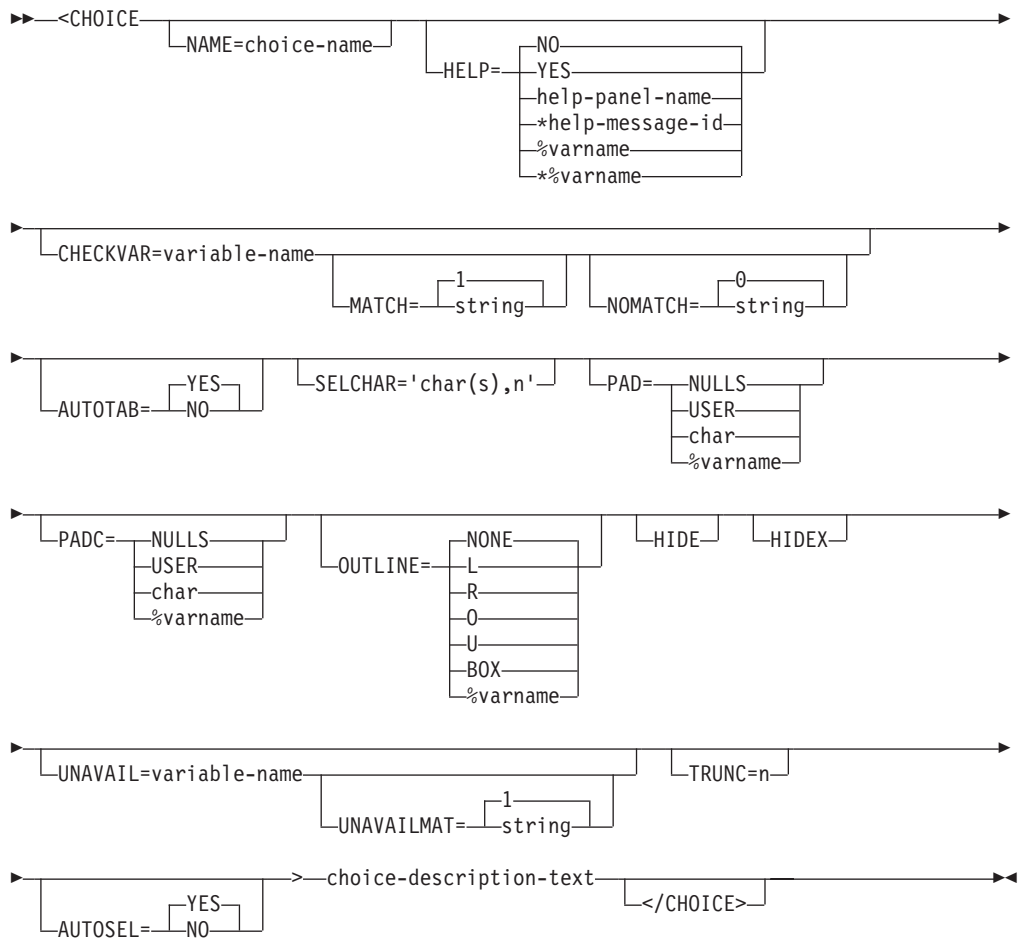 <CHOICE
NAME=choice-name
HELP=
NO
YES
help-panel-name
*help-message-id
%varname
*%varname
CHECKVAR=variable-name
MATCH=
1
string
NOMATCH=
0
string
AUTOTAB=
YES
NO
SELCHAR='char(s),n'
PAD=
NULLS
USER
char
%varname
PADC=
NULLS
USER
char
%varname
OUTLINE=
NONE
L
R
O
U
BOX
%varname
HIDE
HIDEX
UNAVAIL=variable-name
UNAVAILMAT=
1
string
TRUNC=n
AUTOSEL=
YES
NO
>
choice-description-text
</CHOICE>